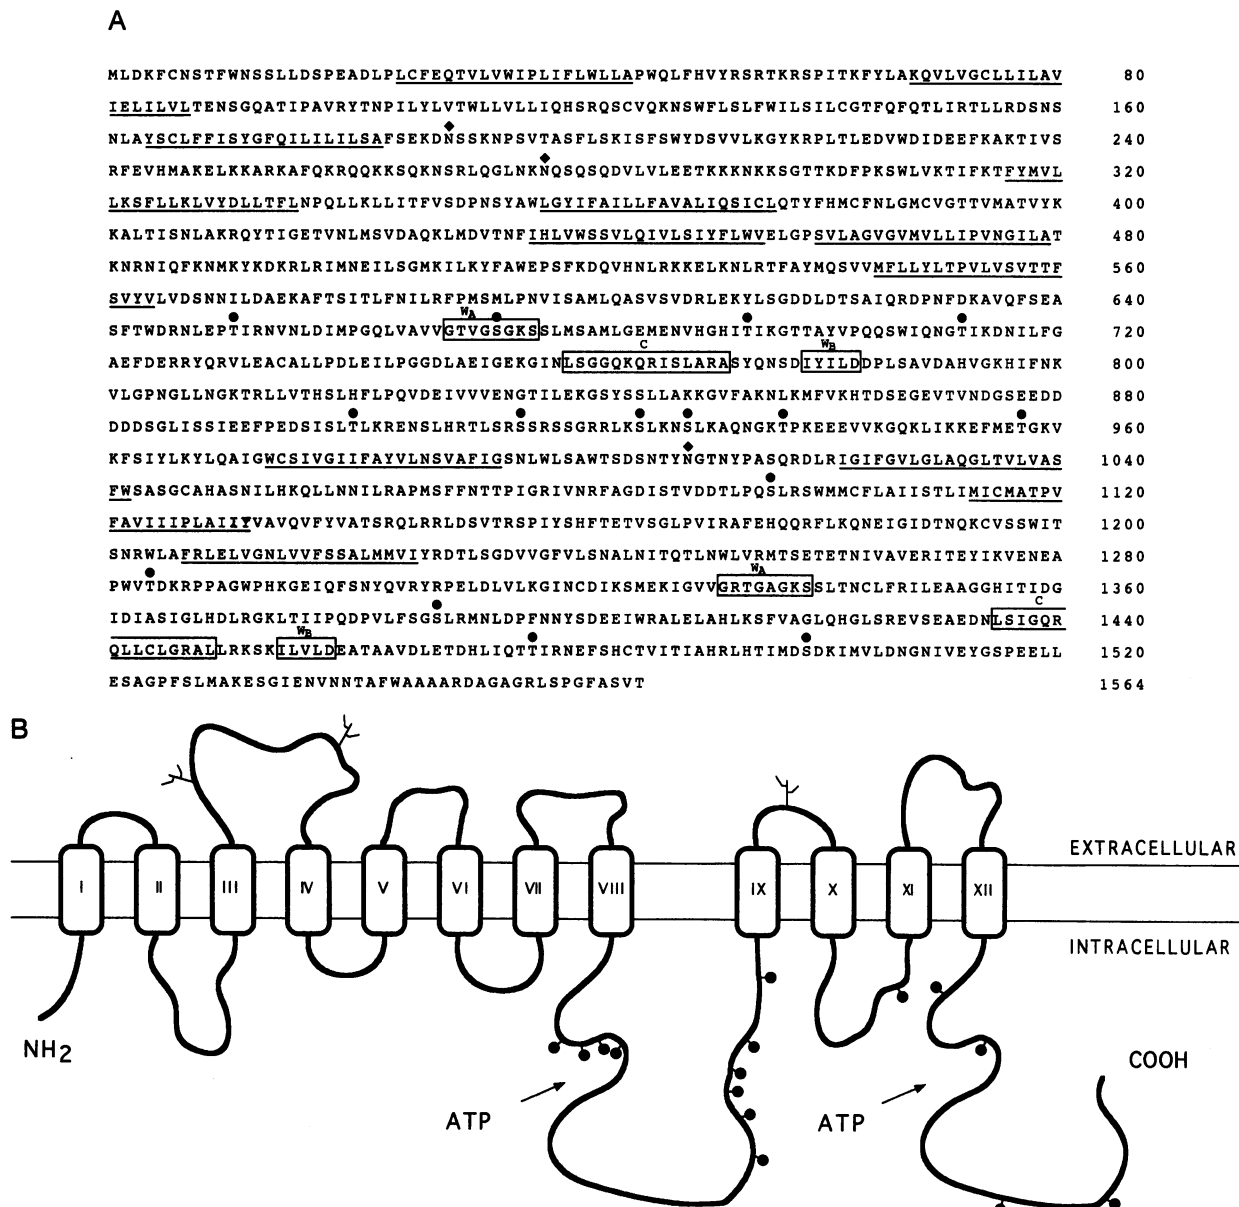 A
MLDKFCNSTFWNSSLLDSPEADLPLCFEQTVLVWIPLIFLWLLAPWQLFHVYRSRTKRSPITKFYLAKQVLVGCLLILAV 80
IELILVLTENSGQATIPAVRYTNPILYLVTWLLVLLIQHSRQSCVQKNSWFLSLFWILSILCGTFQFQTLIRTLLRDSNS 160
NLAYSCLFFISYGFQILILILSAFSEKDNSSKNPSVTASFLSKISFSWYDSVVLKGYKRPLTLEDVWDIDEEFKAKTIVS 240
RFEVHMAKELKKARKAFQKRQQKKSQKNSRLQGLNKNQSQSQDVLVLEETKKKNKKSGTTKDFPKSWLVKTIFKTFYMVL 320
LKSFLLKLVYDLLTFLNPQLLKLLITFVSDPNSYAWLGYIFAILLFAVALIQSICLQTYFHMCFNLGMCVGTTVMATVYK 400
KALTISNLAKRQYTIGETVNLMSVDAQKLMDVTNFIHLVWSSVLQIVLSIYFLWVELGPSVLAGVGVMVLLIPVNGILAT 480
KNRNIQFKNMKYKDKRLRIMNEILSGMKILKYFAWEPSFKDQVHNLRKKELKNLRTFAYMQSVVMFLLYLTPVLVSVTTF 560
SVYVLVDSNNILDAEKAFTSITLFNILRFPMSMLPNVISAMLQASVSVDRLEKYLSGDDLDTSAIQRDPNFDKAVQFSEA 640
WA
SFTWDRNLEPTIRNVNLDIMPGQLVAVVGTVGSGKSSLMSAMLGEMENVHGHITIKGTTAYVPQQSWIQNGTIKDNILFG 720
C WB
AEFDERRYQRVLEACALLPDLEILPGGDLAEIGEKGINLSGGQKQRISLARASYQNSDIYILDDPLSAVDAHVGKHIFNK 800
VLGPNGLLNGKTRLLVTHSLHFLPQVDEIVVVENGTILEKGSYSSLLAKKGVFAKNLKMFVKHTDSEGEVTVNDGSEEDD 880
DDDSGLISSIEEFPEDSISLTLKRENSLHRTLSRSSRSSGRRLKSLKNSLKAQNGKTPKEEEVVKGQKLIKKEFMETGKV 960
KFSIYLKYLQAIGWCSIVGIIFAYVLNSVAFIGSNLWLSAWTSDSNTYNGTNYPASQRDLRIGIFGVLGLAQGLTVLVAS 1040
FWSASGCAHASNILHKQLLNNILRAPMSFFNTTPIGRIVNRFAGDISTVDDTLPQSLRSWMMCFLAIISTLIMICMATPV 1120
FAVIIIPLAIIYVAVQVFYVATSRQLRRLDSVTRSPIYSHFTETVSGLPVIRAFEHQQRFLKQNEIGIDTNQKCVSSWIT 1200
SNRWLAFRLELVGNLVVFSSALMMVIYRDTLSGDVVGFVLSNALNITQTLNWLVRMTSETETNIVAVERITEYIKVENEA 1280
WA
PWVTDKRPPAGWPHKGEIQFSNYQVRYRPELDLVLKGINCDIKSMEKIGVVGRTGAGKSSLTNCLFRILEAAGGHITIDG 1360
C
IDIASIGLHDLRGKLTIIPQDPVLFSGSLRMNLDPFNNYSDEEIWRALELAHLKSFVAGLQHGLSREVSEAEDNLSIGQR 1440
WB
QLLCLGRALLRKSKILVLDEATAAVDLETDHLIQTTIRNEFSHCTVITIAHRLHTIMDSDKIMVLDNGNIVEYGSPEELL 1520
ESAGPFSLMAKESGIENVNNTAFWAAAARDAGAGRLSPGFASVT 1564
B
EXTRACELLULAR
I II III IV V VI VII VIII IX X XI XII
INTRACELLULAR
NH2
COOH
ATP
ATP